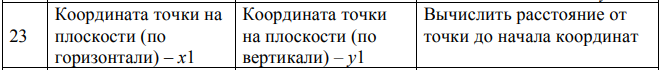 23
Координата точки на
плоскости (по
горизонтали) – x1
Координата точки
на плоскости (по
вертикали) – y1
Вычислить расстояние от
точки до начала координат